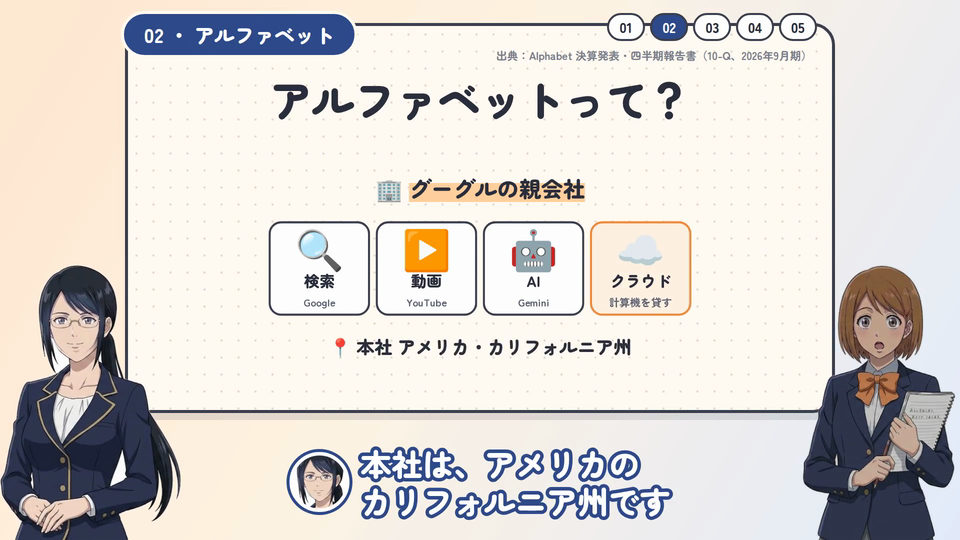 02 ・ アルファベット
01 02 03 04 05
出典：Alphabet 決算発表・四半期報告書（10-Q、2026年9月期）
アルファベットって？
グーグルの親会社
検索
Google
動画
YouTube
AI
Gemini
クラウド
計算機を貸す
本社 アメリカ・カリフォルニア州
本社は、アメリカの
カリフォルニア州です